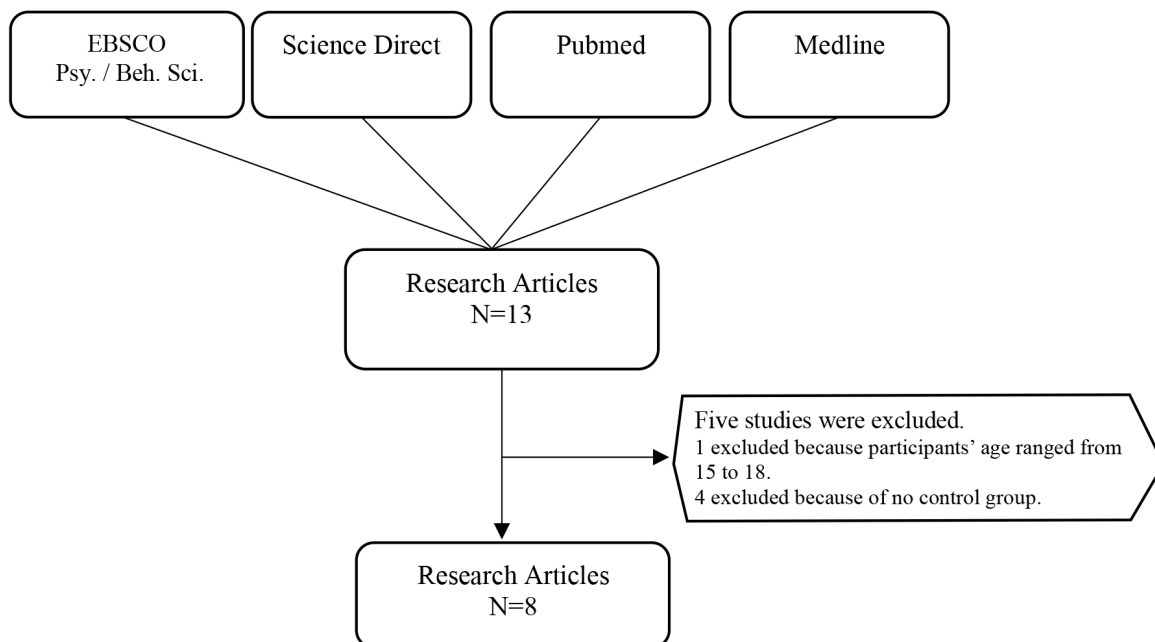 EBSCO
Psy. / Beh. Sci.
Science Direct
Pubmed
Medline
Research Articles
N=13
Five studies were excluded.
1 excluded because participants’ age ranged from
15 to 18.
4 excluded because of no control group.
Research Articles
N=8